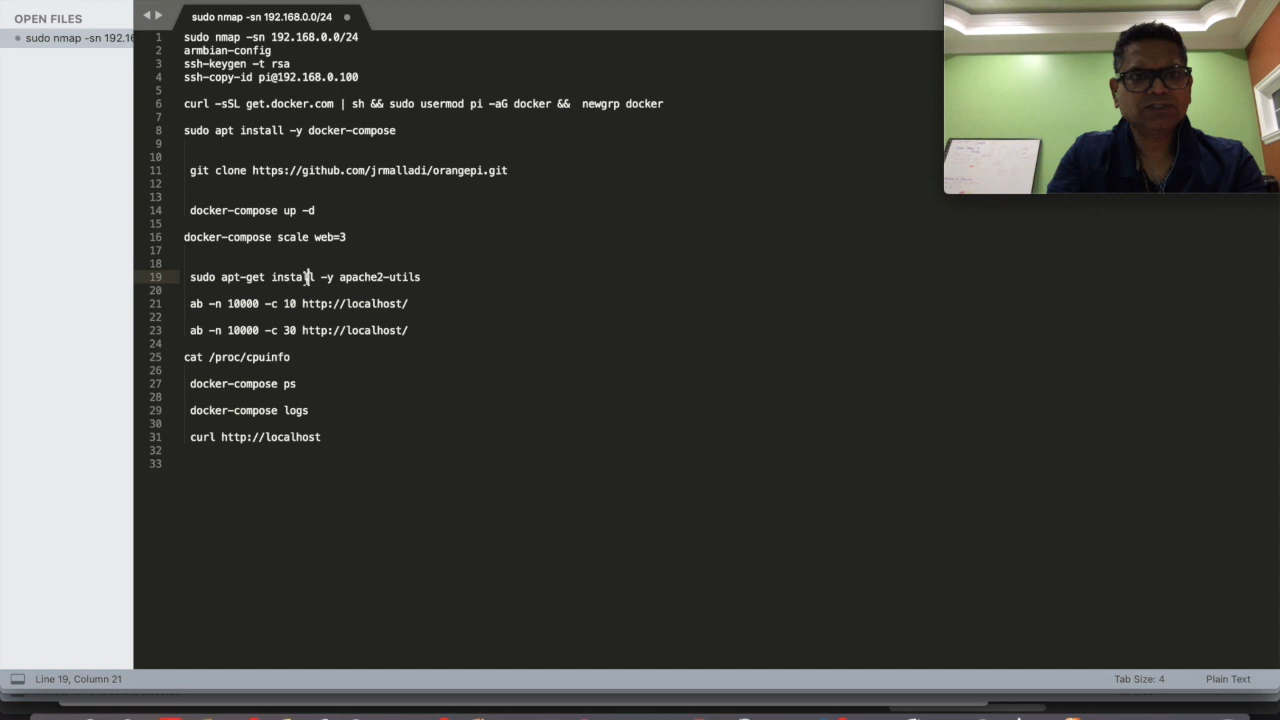 OPEN FILES
sudo nmap -sn 192.16
sudo nmap -sn 192.168.0.0/24
1 sudo nmap -sn 192.168.0.0/24
2 armbian-config
3 ssh-keygen -t rsa
4 ssh-copy-id pi@192.168.0.100
5
6 curl -sSL get.docker.com | sh && sudo usermod pi -aG docker &&  newgrp docker
7
8 sudo apt install -y docker-compose
9
10
11 git clone https://github.com/jrmalladi/orangepi.git
12
13
14 docker-compose up -d
15
16 docker-compose scale web=3
17
18
19 sudo apt-get install -y apache2-utils
20
21 ab -n 10000 -c 10 http://localhost/
22
23 ab -n 10000 -c 30 http://localhost/
24
25 cat /proc/cpuinfo
26
27 docker-compose ps
28
29 docker-compose logs
30
31 curl http://localhost
32
33
Line 19, Column 21
Tab Size: 4
Plain Text